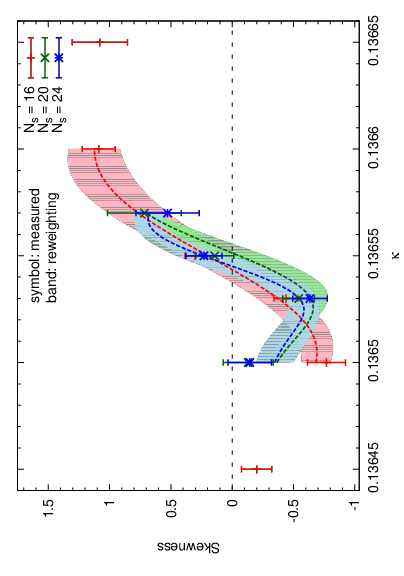 N_s = 16
N_s = 20
N_s = 24
symbol: measured
band: reweighting
Skewness
1.5
1
0.5
0
-0.5
-1
0.13645
0.1365
0.13655
0.1366
0.13665
κ